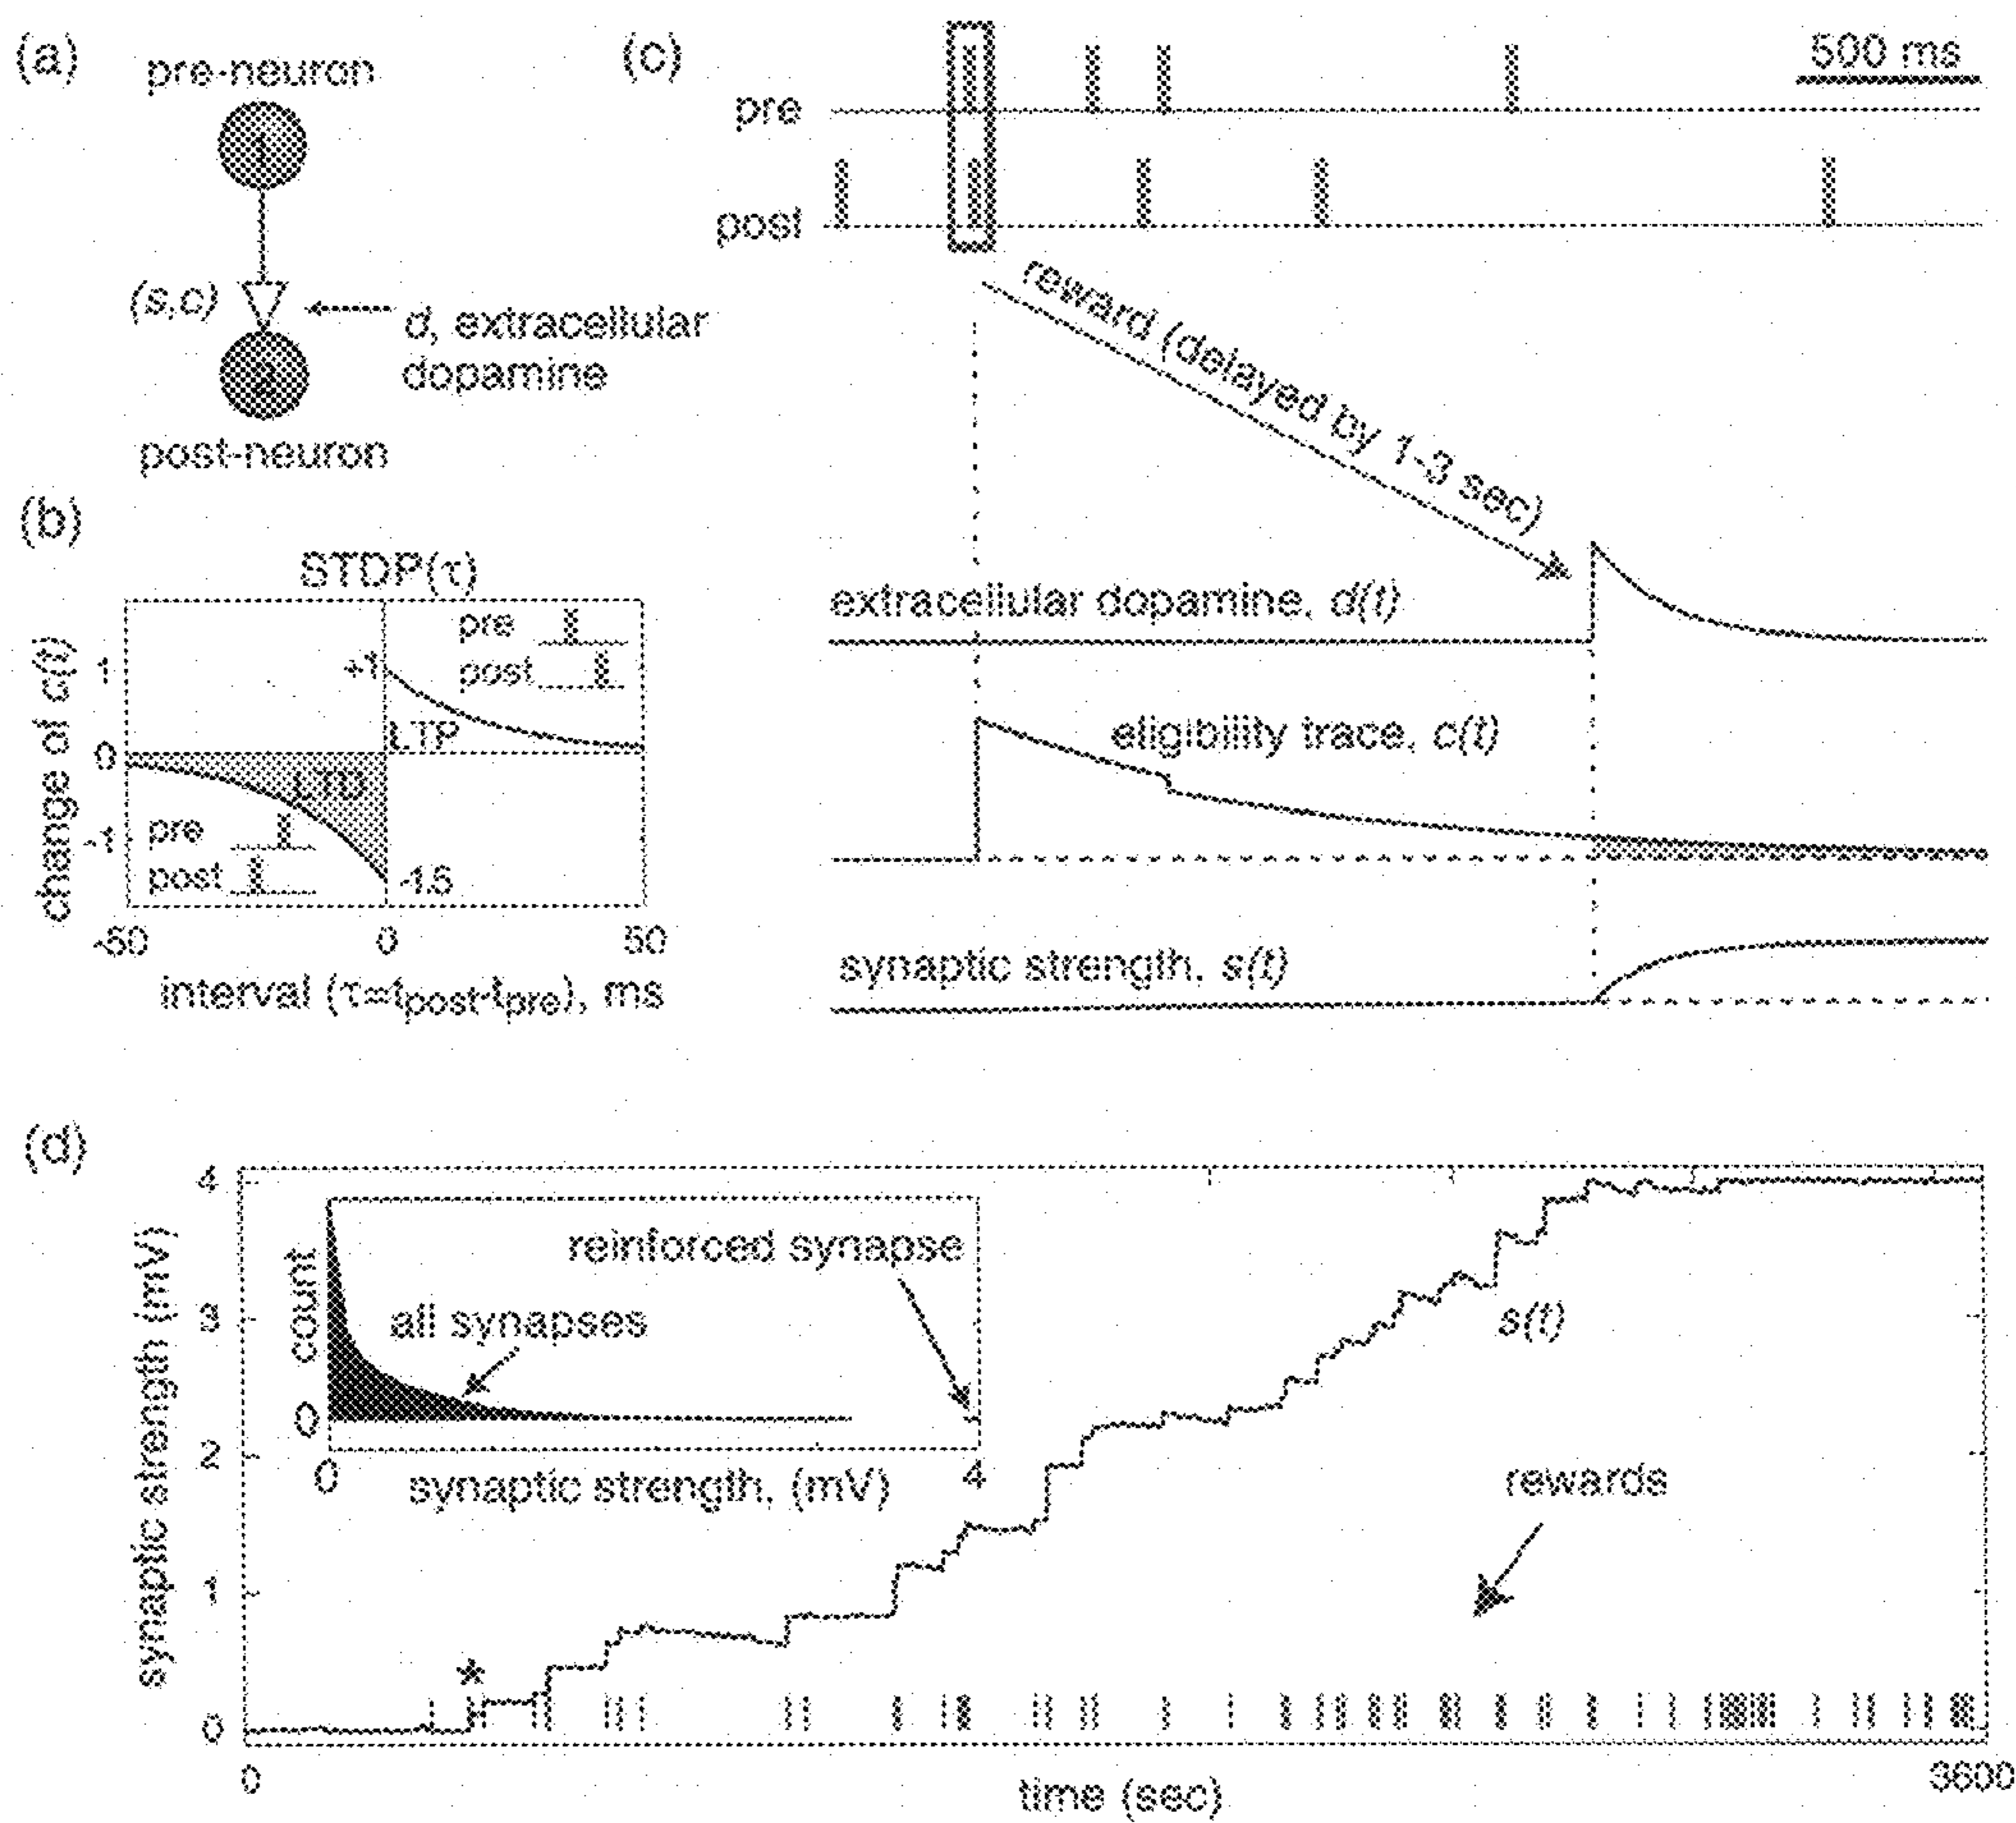 (a)
pre-neuron
1
(s,c)
d, extracellular
dopamine
2
post-neuron
(b)
STDP(τ)
change of c(t)
1
0
-1
+1
pre
post
LTP
LTD
pre
post
-1.5
-50
0
50
interval (τ=tpost-tpre), ms
(c)
500 ms
pre
post
reward (delayed by 1-3 sec)
extracellular dopamine, d(t)
eligibility trace, c(t)
synaptic strength, s(t)
(d)
synaptic strength (mV)
4
3
2
1
0
count
0
reinforced synapse
all synapses
0
synaptic strength, (mV)
4
s(t)
rewards
*
0
time (sec)
3600